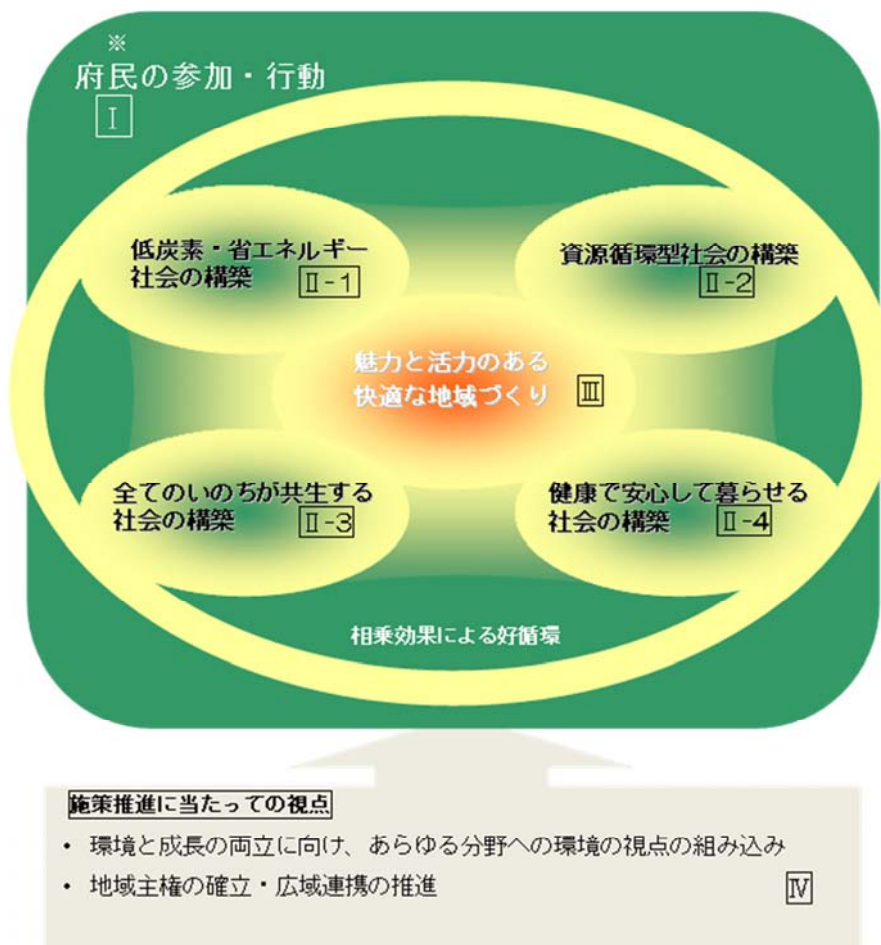 ※
府民の参加・行動
Ⅰ
低炭素・省エネルギー
社会の構築 Ⅱ-1
資源循環型社会の構築
Ⅱ-2
魅力と活力のある
快適な地域づくり Ⅲ
全てのいのちが共生する
社会の構築 Ⅱ-3
健康で安心して暮らせる
社会の構築 Ⅱ-4
相乗効果による好循環
施策推進に当たっての視点
• 環境と成長の両立に向け、あらゆる分野への環境の視点の組み込み
• 地域主権の確立・広域連携の推進 Ⅳ